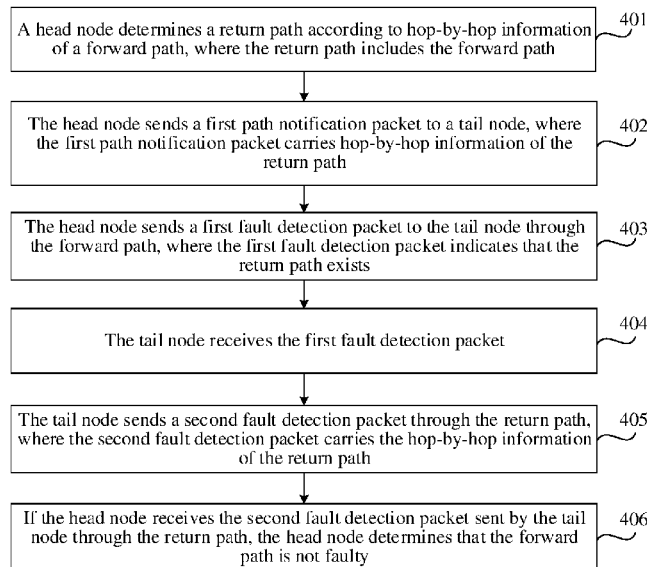 A head node determines a return path according to hop-by-hop information
of a forward path, where the return path includes the forward path
401
The head node sends a first path notification packet to a tail node, where
the first path notification packet carries hop-by-hop information of the
return path
402
The head node sends a first fault detection packet to the tail node through
the forward path, where the first fault detection packet indicates that the
return path exists
403
The tail node receives the first fault detection packet
404
The tail node sends a second fault detection packet through the return path,
where the second fault detection packet carries the hop-by-hop information
of the return path
405
If the head node receives the second fault detection packet sent by the tail
node through the return path, the head node determines that the forward
path is not faulty
406